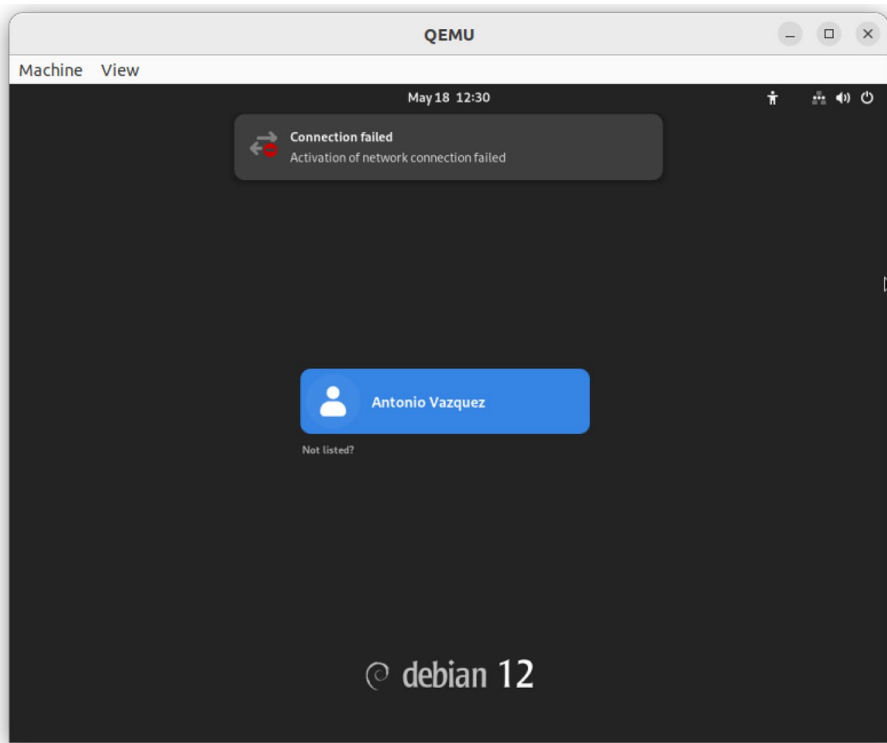 QEMU
Machine View
May 18 12:30
Connection failed
Activation of network connection failed
Antonio Vazquez
Not listed?
debian 12